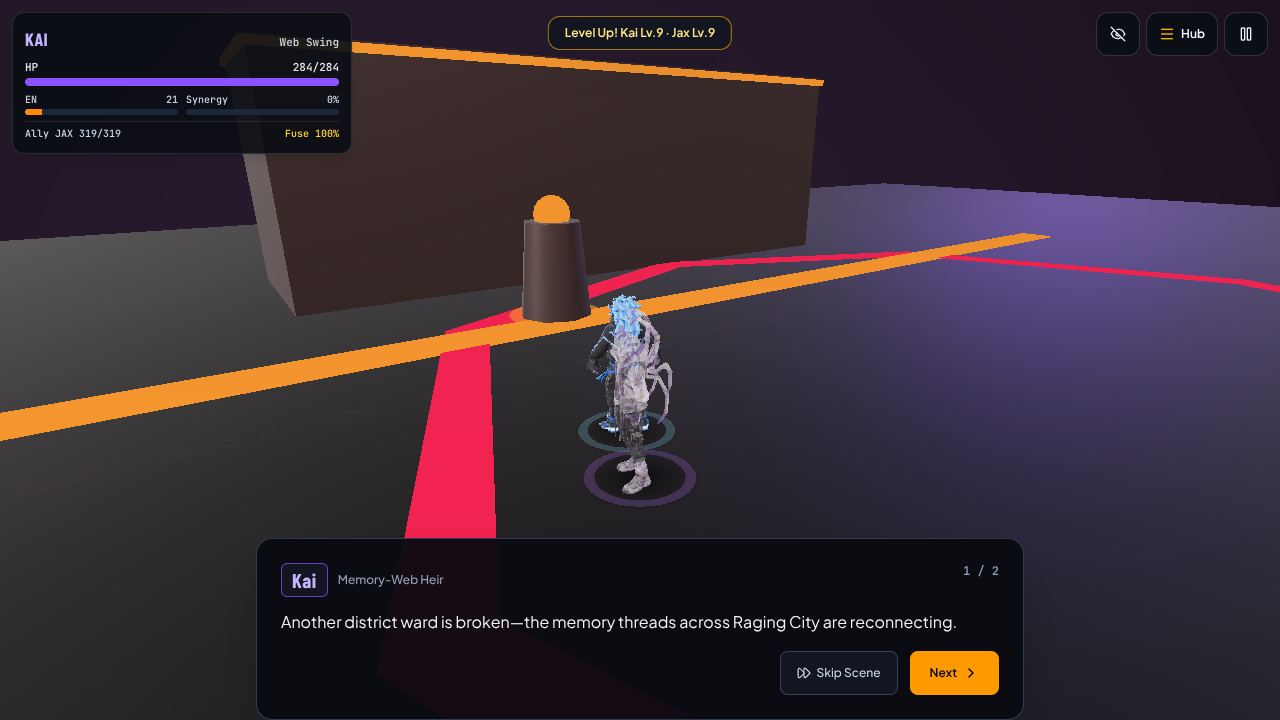 KAI
Web Swing
HP 284/284
EN 21 Synergy 0%
Ally JAX 319/319 Fuse 100%
Level Up! Kai Lv.9 · Jax Lv.9
Hub
Kai
Memory-Web Heir
1 / 2
Another district ward is broken—the memory threads across Raging City are reconnecting.
Skip Scene
Next